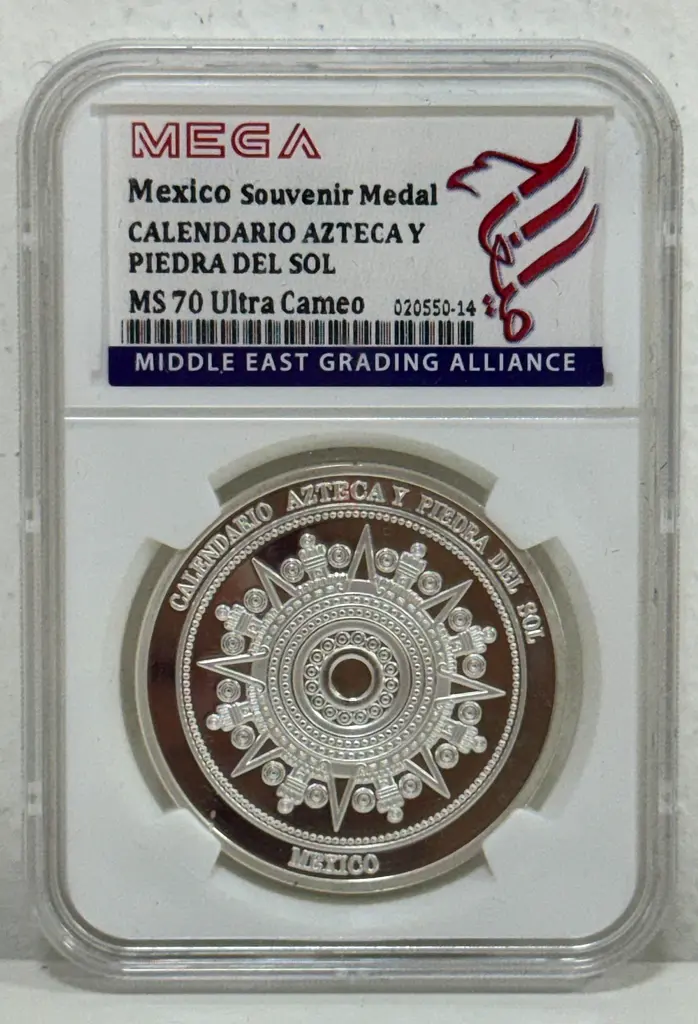 MEGA
Mexico Souvenir Medal
CALENDARIO AZTECA Y
PIEDRA DEL SOL
MS 70 Ultra Cameo 020550-14
MIDDLE EAST GRADING ALLIANCE
CALENDARIO AZTECA Y PIEDRA DEL SOL
MEXICO